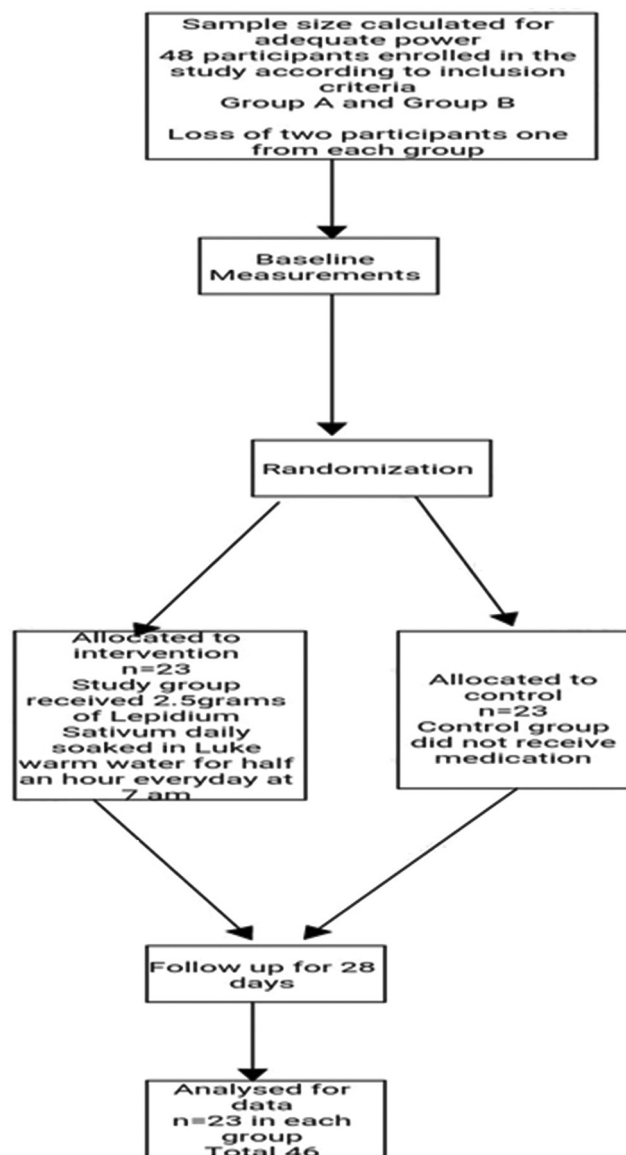 Sample size calculated for
adequate power
48 participants enrolled in the
study according to inclusion
criteria
Group A and Group B
Loss of two participants one
from each group
Baseline
Measurements
Randomization
Allocated to
intervention
n=23
Study group
received 2.5grams
of Lepidium
Sativum daily
soaked in Luke
warm water for half
an hour everyday at
7 am
Allocated to
control
n=23
Control group
did not receive
medication
Follow up for 28
days
Analysed for
data
n=23 in each
group
Total 46